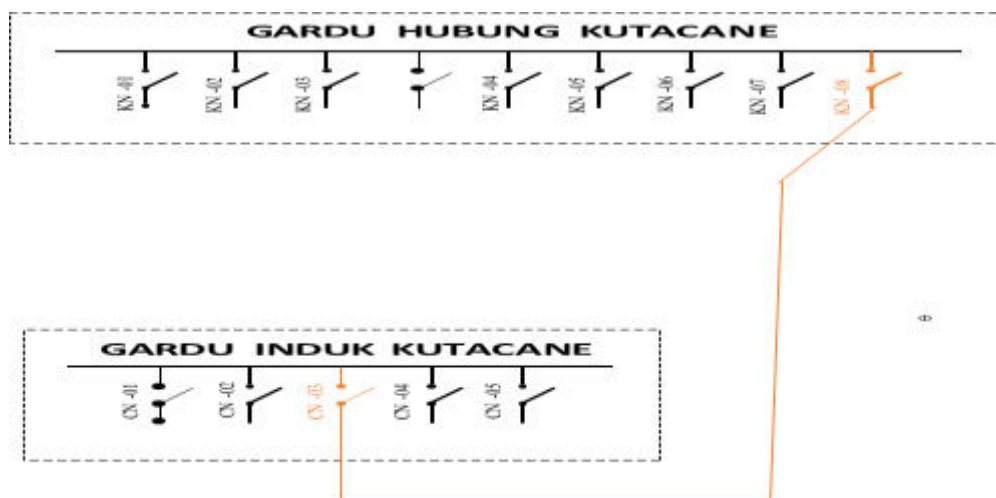 GARDU HUBUNG KUTACANE
KN -01
KN -02
KN -03
KN -04
KN -05
KN -06
KN -07
KN -08
GARDU INDUK KUTACANE
CN -01
CN -02
CN -03
CN -04
CN -05